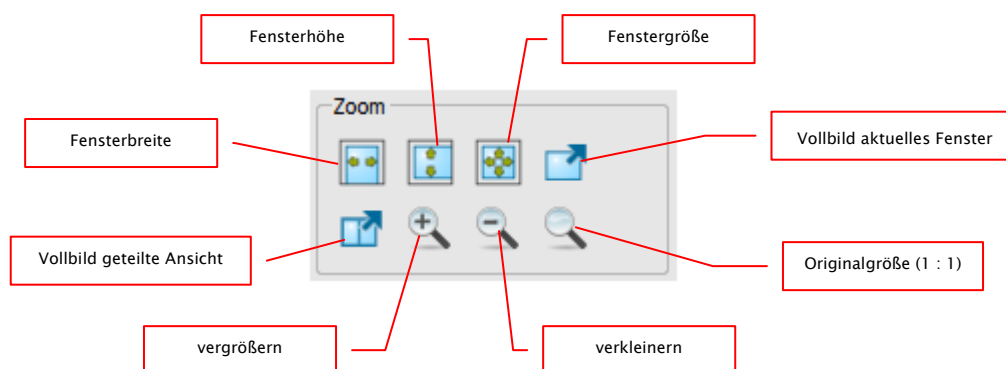 Fensterhöhe
Fenstergröße
Zoom
Fensterbreite
Vollbild aktuelles Fenster
Vollbild geteilte Ansicht
Originalgröße (1 : 1)
vergrößern
verkleinern